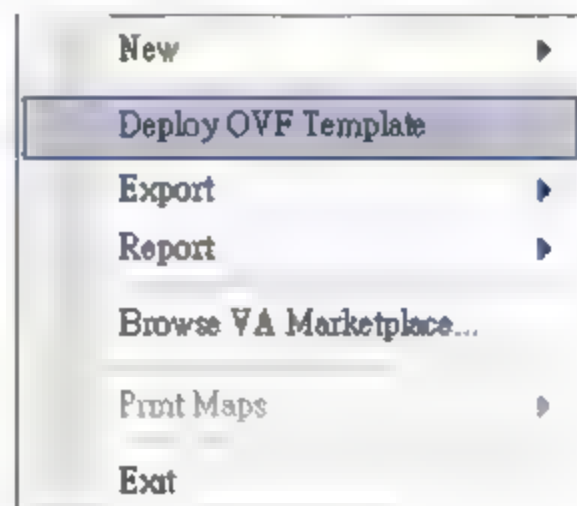 New
Deploy OVF Template
Export
Report
Browse VA Marketplace...
Print Maps
Exit